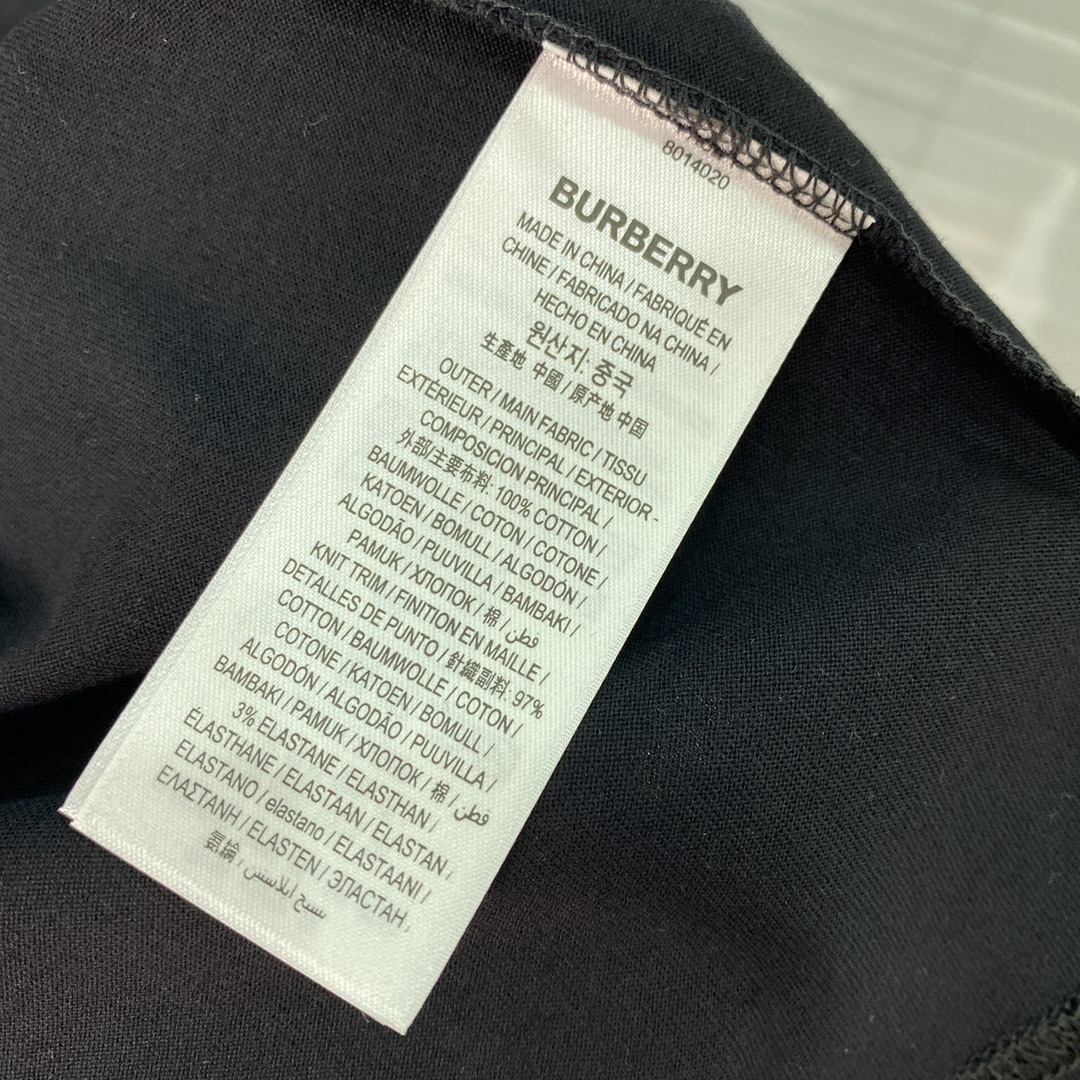 8014020
BURBERRY
MADE IN CHINA / FABRIQUÉ EN
CHINE / FABRICADO NA CHINA /
HECHO EN CHINA
원산지: 중국
生產地 中國 / 原产地 中国
OUTER / MAIN FABRIC / TISSU
EXTÉRIEUR / PRINCIPAL / EXTERIOR -
COMPOSICION PRINCIPAL /
外部/主要布料: 100% COTTON /
BAUMWOLLE / COTON / COTONE /
KATOEN / BOMULL / ALGODÓN /
ALGODÃO / PUUVILLA / BAMBAKI /
PAMUK / ХЛОПОК / 棉 / قطن
KNIT TRIM / FINITION EN MAILLE /
DETALLES DE PUNTO / 針織副料: 97%
COTTON / BAUMWOLLE / COTON /
COTONE / KATOEN / BOMULL /
ALGODÓN / ALGODÃO / PUUVILLA /
BAMBAKI / PAMUK / ХЛОПОК / 棉 / قطن
3% ELASTANE / ELASTHAN /
ÉLASTHANE / ELASTAAN / ELASTAN /
ELASTANO / elastano / ELASTAANI /
ΕΛΑΣΤΑΝΗ / ELASTEN / ЭЛАСТАН /
氨綸 / نسيج إيلاستيس